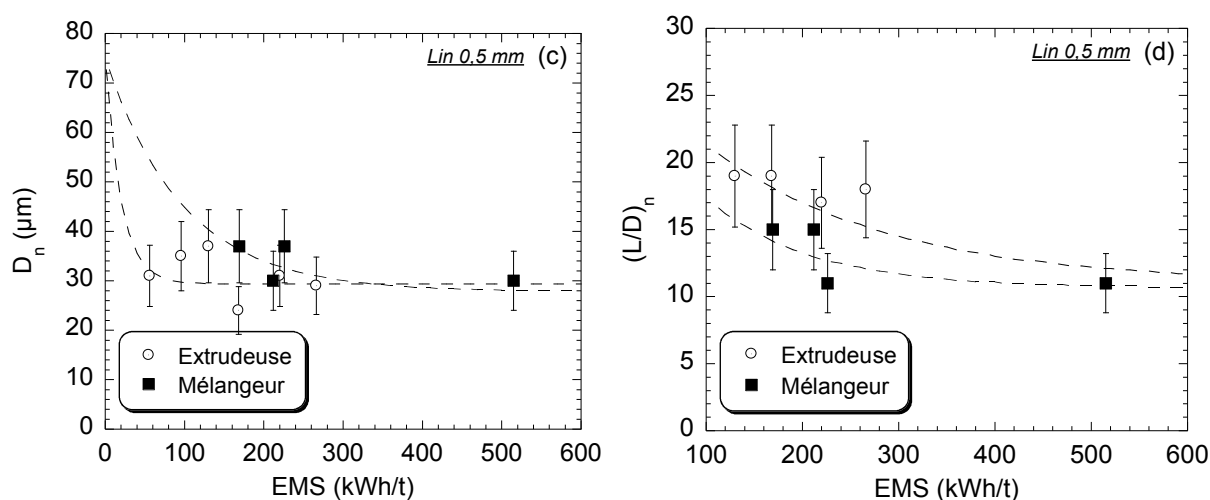 80
70
60
50
40
30
20
10
0
D_n (µm)
Lin 0,5 mm (c)
Extrudeuse
Mélangeur
0 100 200 300 400 500 600
EMS (kWh/t)
30
25
20
15
10
5
0
(L/D)_n
Lin 0,5 mm (d)
Extrudeuse
Mélangeur
100 200 300 400 500 600
EMS (kWh/t)